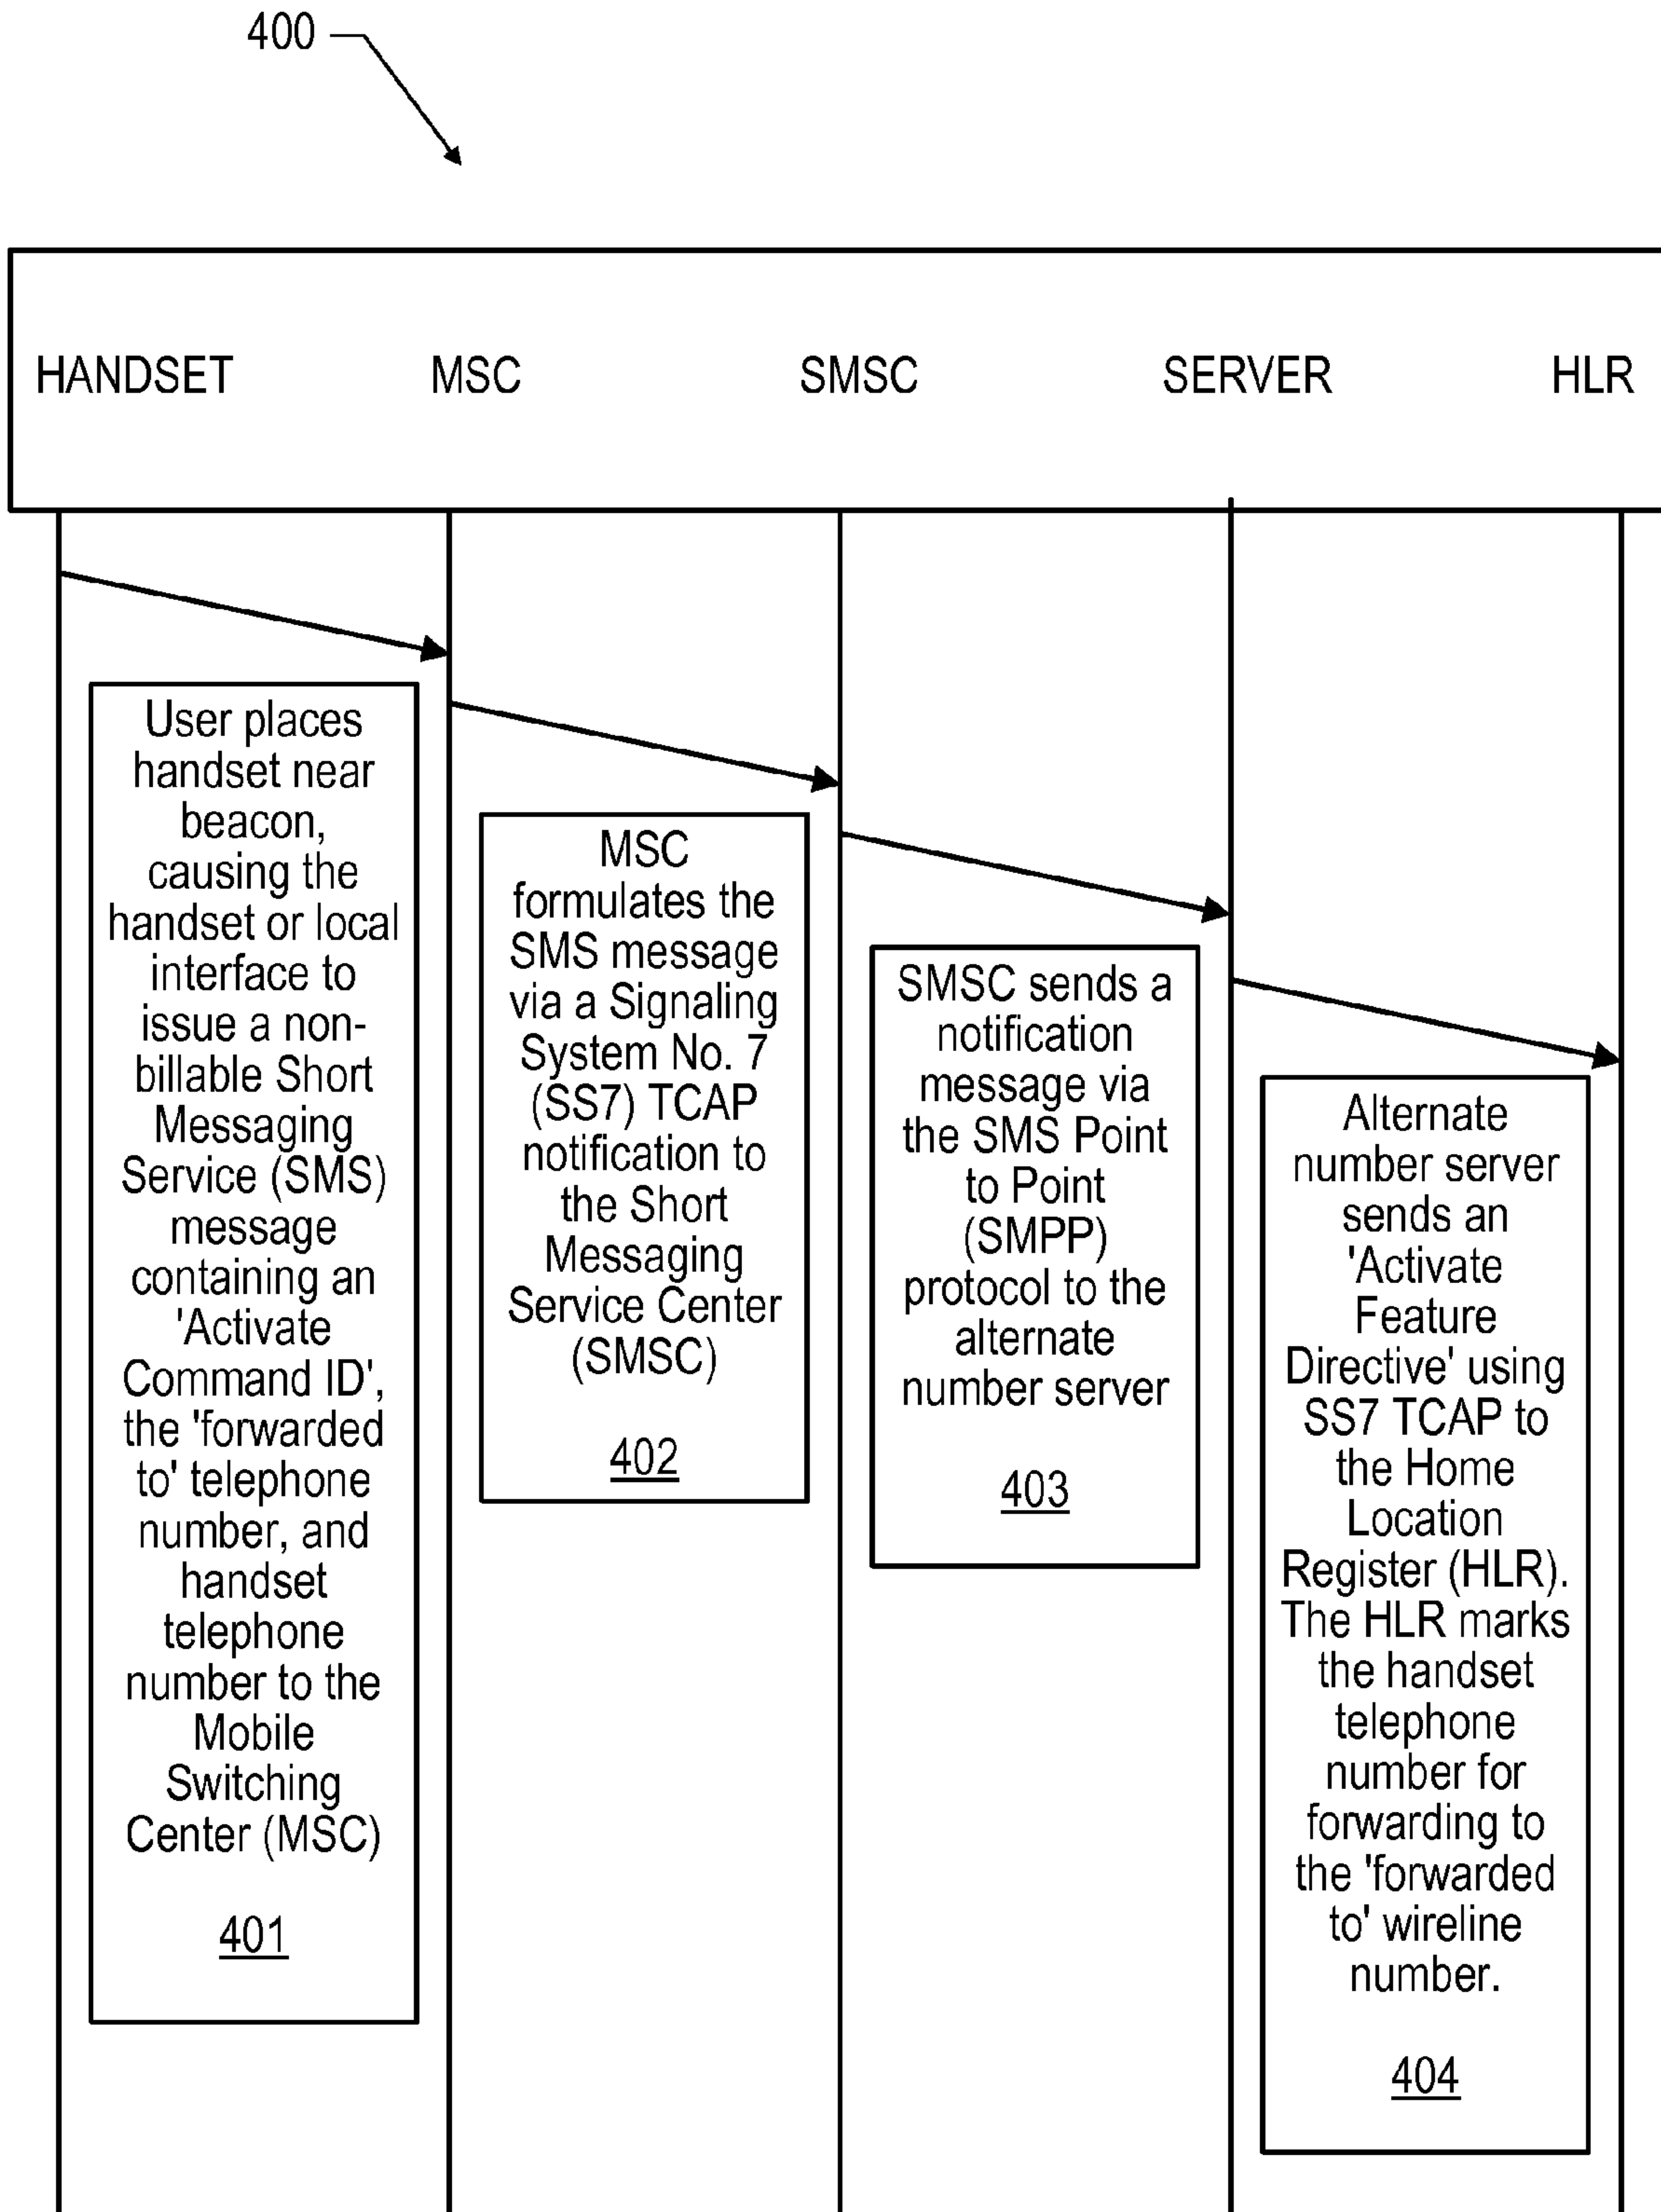 400
HANDSET MSC SMSC SERVER HLR
User places
handset near
beacon,
causing the
handset or local
interface to
issue a non-
billable Short
Messaging
Service (SMS)
message
containing an
'Activate
Command ID',
the 'forwarded
to' telephone
number, and
handset
telephone
number to the
Mobile
Switching
Center (MSC)
401
MSC
formulates the
SMS message
via a Signaling
System No. 7
(SS7) TCAP
notification to
the Short
Messaging
Service Center
(SMSC)
402
SMSC sends a
notification
message via
the SMS Point
to Point
(SMPP)
protocol to the
alternate
number server
403
Alternate
number server
sends an
'Activate
Feature
Directive' using
SS7 TCAP to
the Home
Location
Register (HLR).
The HLR marks
the handset
telephone
number for
forwarding to
the 'forwarded
to' wireline
number.
404